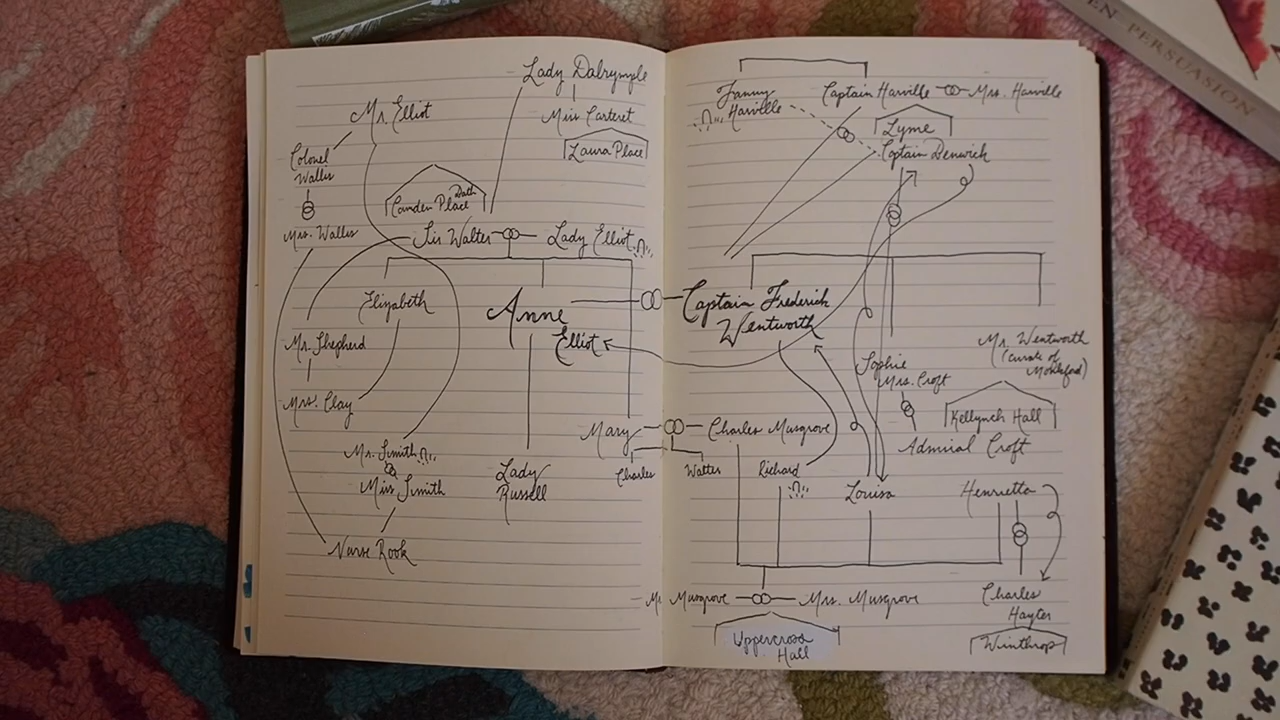 Lady Dalrymple
Miss Carteret
Laura Place
Mr. Elliot
Colonel
Wallis
Mrs. Wallis
Bath
Camden Place
Sir Walter
Lady Elliot
Elizabeth
Anne
Elliot
Mr. Shepherd
Mrs. Clay
Mary
Charles
Mr. Smith
Miss Smith
Lady
Russell
Nurse Rook
Fanny
Harville
Captain Harville
Mrs. Harville
Lyme
Captain Benwick
Captain Frederick
Wentworth
Sophie
Mrs. Croft
Mr. Wentworth
(curate of
Monkford)
Kellynch Hall
Admiral Croft
Charles Musgrove
Walter
Richard
Louisa
Henrietta
Mr. Musgrove
Mrs. Musgrove
Uppercross
Hall
Charles
Hayter
Winthrop
EN PERSUASION